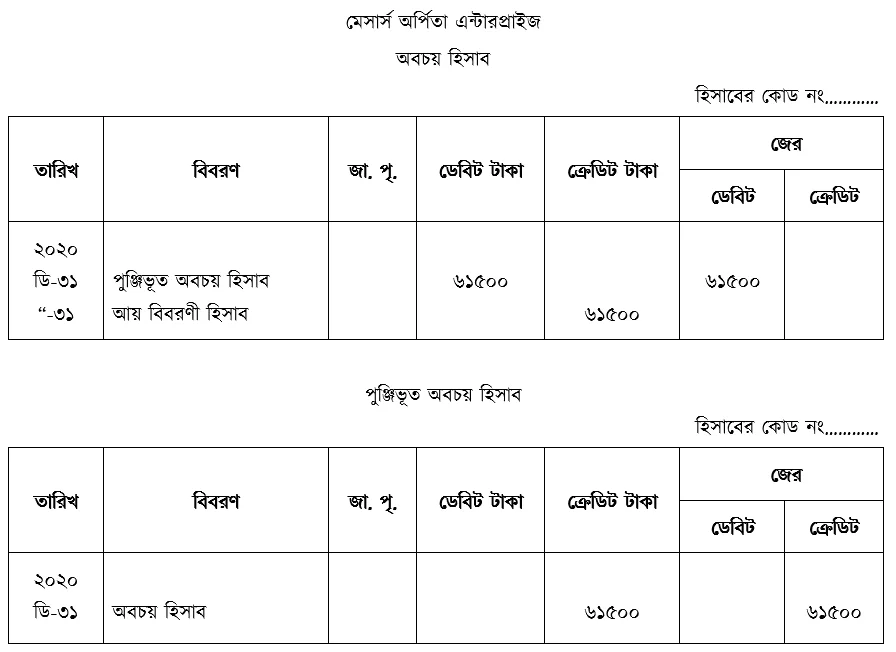 মেসার্স অর্পিতা এন্টারপ্রাইজ
অবচয় হিসাব
হিসাবের কোড নং............
তারিখ বিবরণ জা. পৃ. ডেবিট টাকা ক্রেডিট টাকা জের
ডেবিট ক্রেডিট
২০২০
ডি-৩১ পুঞ্জিভূত অবচয় হিসাব ৬১৫০০ ৬১৫০০
“-৩১ আয় বিবরণী হিসাব ৬১৫০০
পুঞ্জিভূত অবচয় হিসাব
হিসাবের কোড নং............
তারিখ বিবরণ জা. পৃ. ডেবিট টাকা ক্রেডিট টাকা জের
ডেবিট ক্রেডিট
২০২০
ডি-৩১ অবচয় হিসাব ৬১৫০০ ৬১৫০০